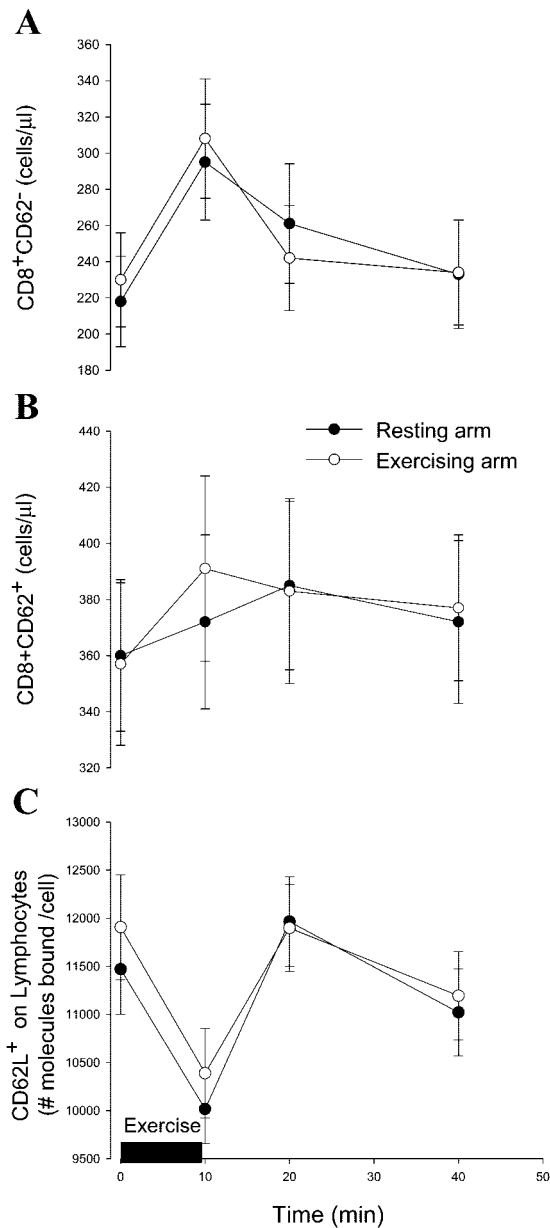 A
360
340
320
300
280
260
240
220
200
180
CD8+CD62- (cells/µl)
B
440
420
400
380
360
340
320
CD8+CD62+ (cells/µl)
Resting arm
Exercising arm
C
13000
12500
12000
11500
11000
10500
10000
9500
CD62L+ on Lymphocytes
(# molecules bound /cell)
Exercise
0 10 20 30 40 50
Time (min)